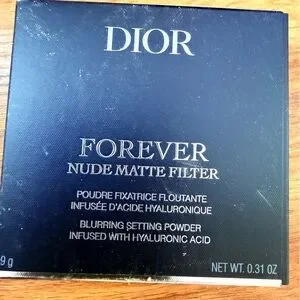 DIOR
FOREVER
NUDE MATTE FILTER
POUDRE FIXATRICE FLOUTANTE
INFUSÉE D'ACIDE HYALURONIQUE
BLURRING SETTING POWDER
INFUSED WITH HYALURONIC ACID
9 g NET WT. 0.31 OZ